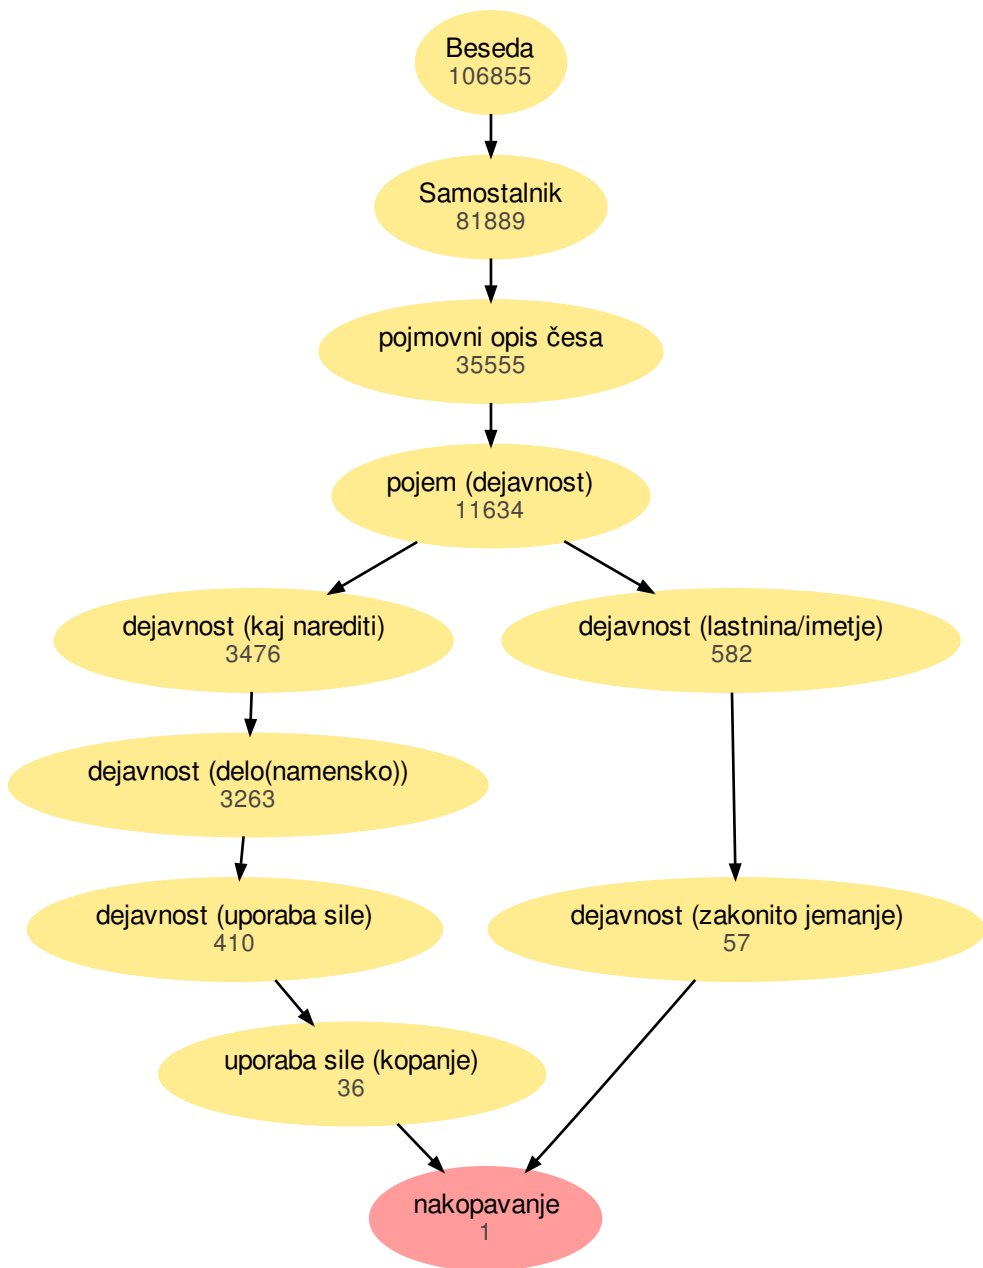 Beseda
106855
Samostalnik
81889
pojmovni opis česa
35555
pojem (dejavnost)
11634
dejavnost (kaj narediti)
3476
dejavnost (lastnina/imetje)
582
dejavnost (delo(namensko))
3263
dejavnost (uporaba sile)
410
dejavnost (zakonito jemanje)
57
uporaba sile (kopanje)
36
nakopavanje
1